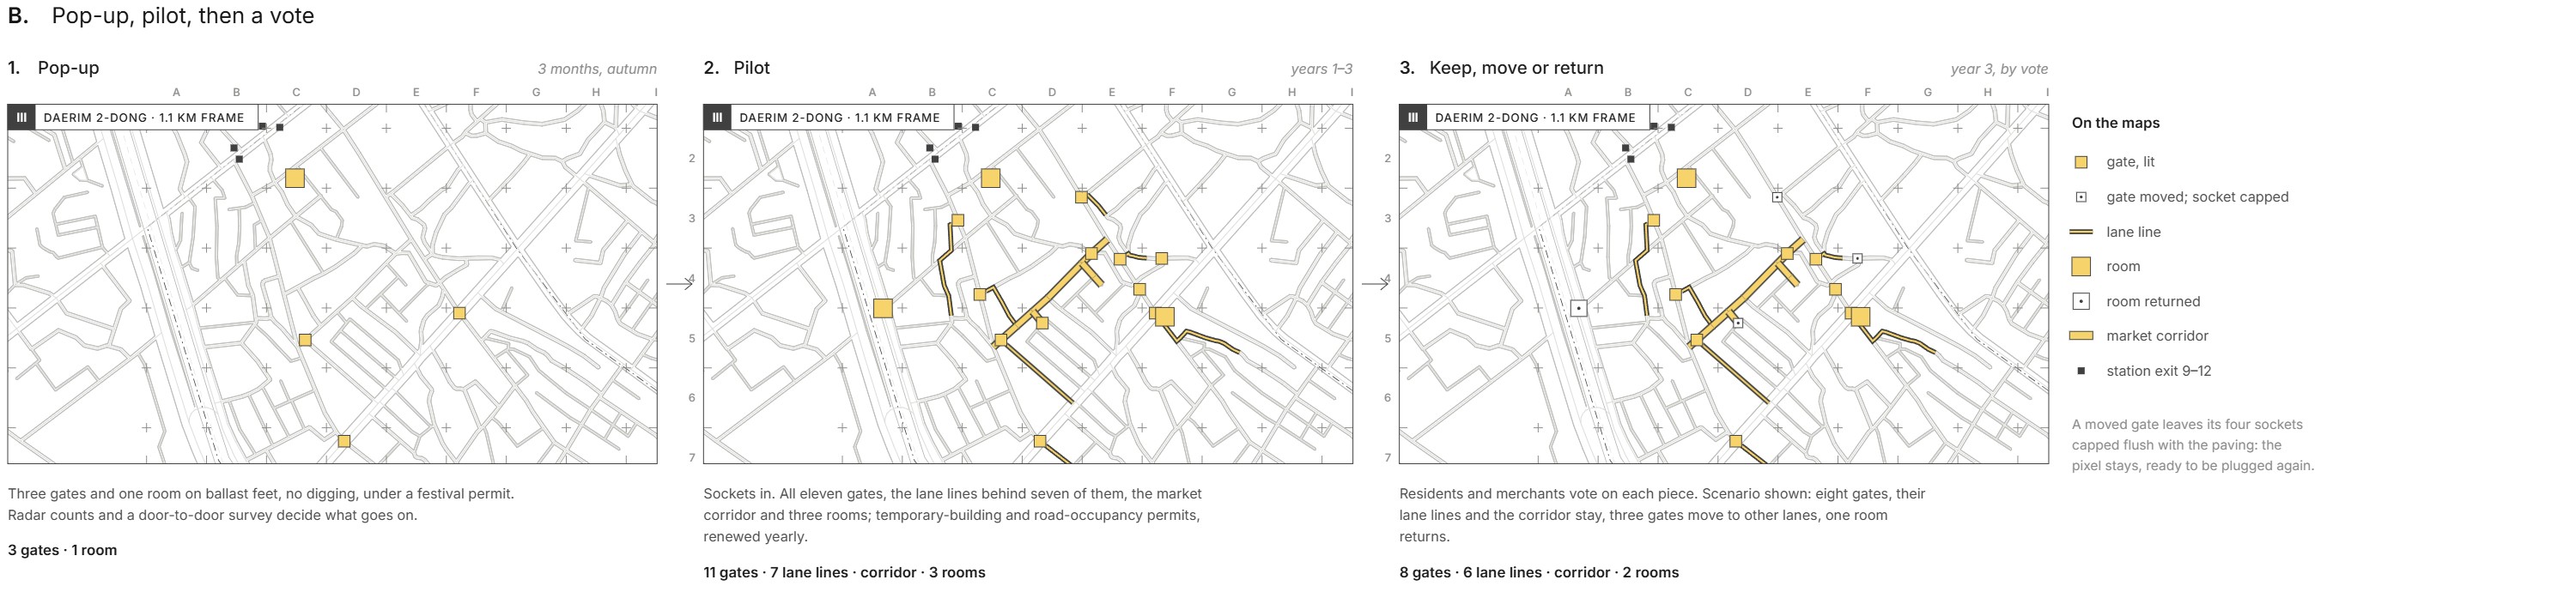 B. Pop-up, pilot, then a vote
1. Pop-up
3 months, autumn
A B C D E F G H I
III DAERIM 2-DONG · 1.1 KM FRAME
Three gates and one room on ballast feet, no digging, under a festival permit.
Radar counts and a door-to-door survey decide what goes on.
3 gates · 1 room
2. Pilot
years 1–3
A B C D E F G H I
III DAERIM 2-DONG · 1.1 KM FRAME
2
3
4
5
6
7
Sockets in. All eleven gates, the lane lines behind seven of them, the market
corridor and three rooms; temporary-building and road-occupancy permits,
renewed yearly.
11 gates · 7 lane lines · corridor · 3 rooms
3. Keep, move or return
year 3, by vote
A B C D E F G H I
III DAERIM 2-DONG · 1.1 KM FRAME
2
3
4
5
6
7
Residents and merchants vote on each piece. Scenario shown: eight gates, their
lane lines and the corridor stay, three gates move to other lanes, one room
returns.
8 gates · 6 lane lines · corridor · 2 rooms
On the maps
gate, lit
gate moved; socket capped
lane line
room
room returned
market corridor
station exit 9–12
A moved gate leaves its four sockets
capped flush with the paving: the
pixel stays, ready to be plugged again.